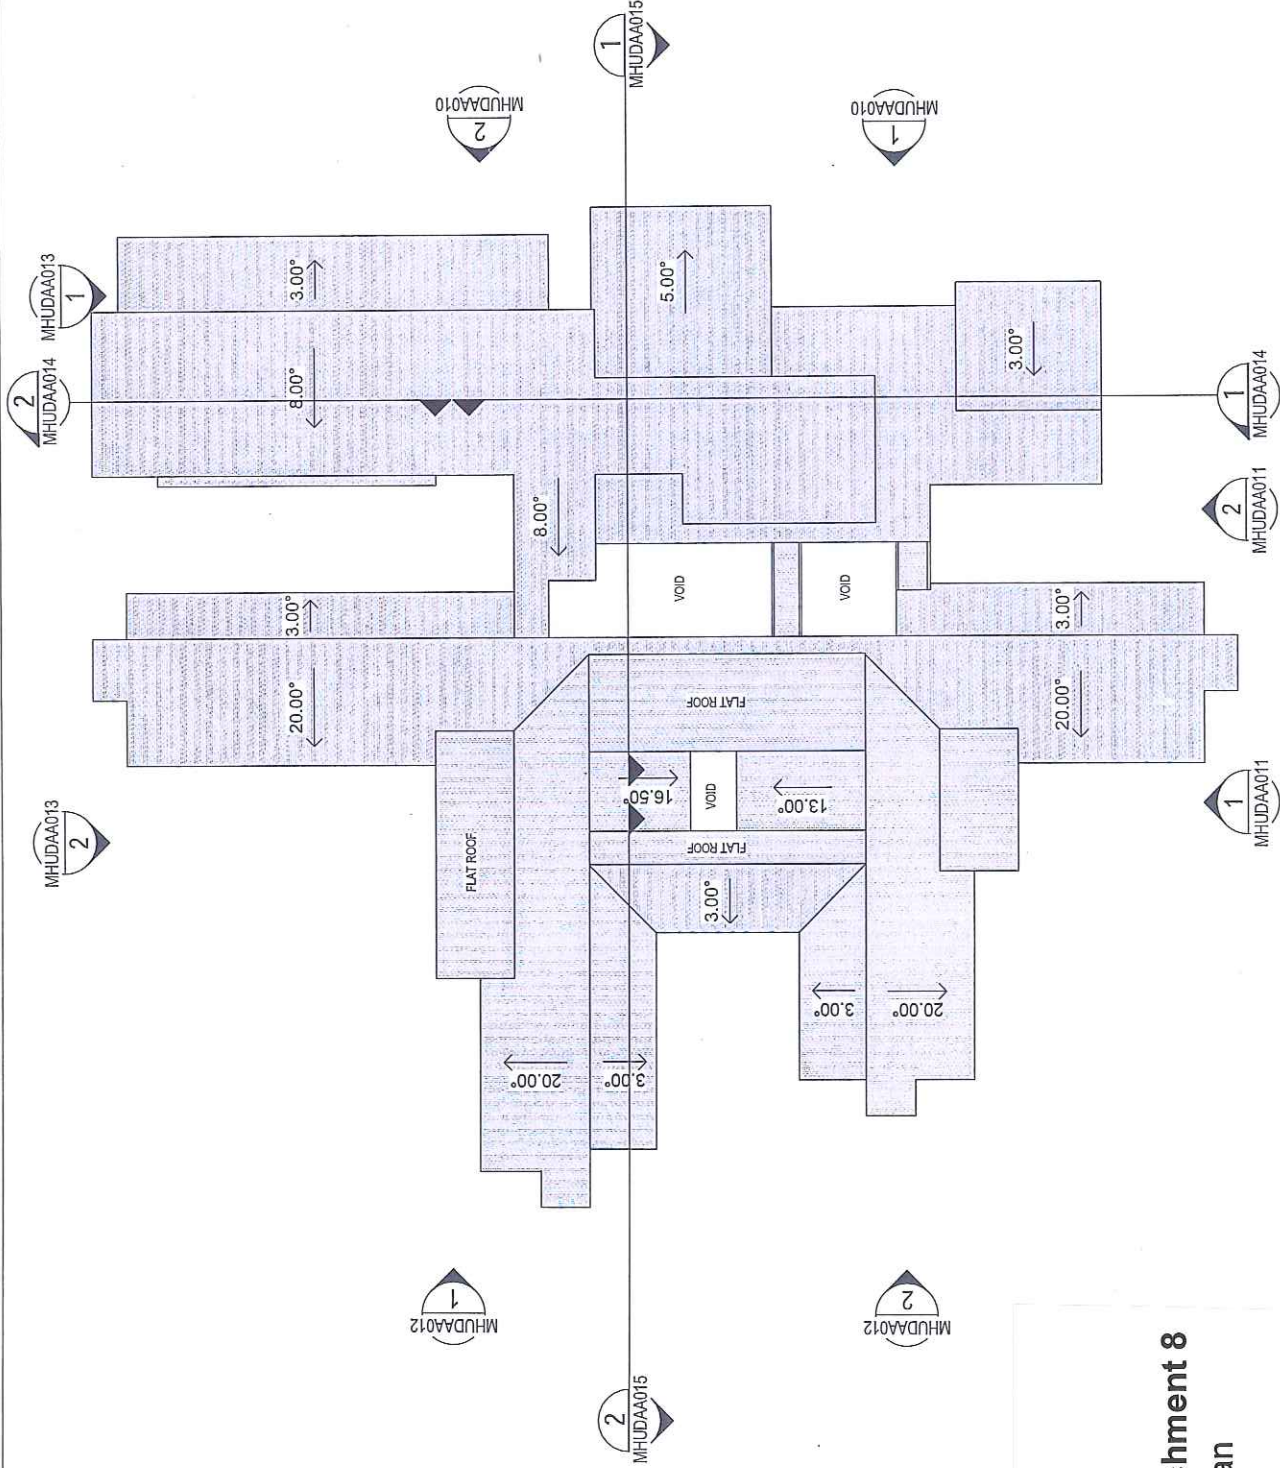 1
MHUDAA015
2
MHUDAA010
1
MHUDAA010
MHUDAA013
1
2
MHUDAA014
3.00°
5.00°
8.00°
3.00°
1
MHUDAA014
2
MHUDAA011
8.00°
VOID
VOID
3.00°
3.00°
20.00°
20.00°
FLAT ROOF
16.50°
VOID
13.00°
MHUDAA013
2
1
MHUDAA011
FLAT ROOF
FLAT ROOF
3.00°
3.00°
20.00°
20.00°
3.00°
1
MHUDAA012
2
MHUDAA012
2
MHUDAA015
hment 8
an